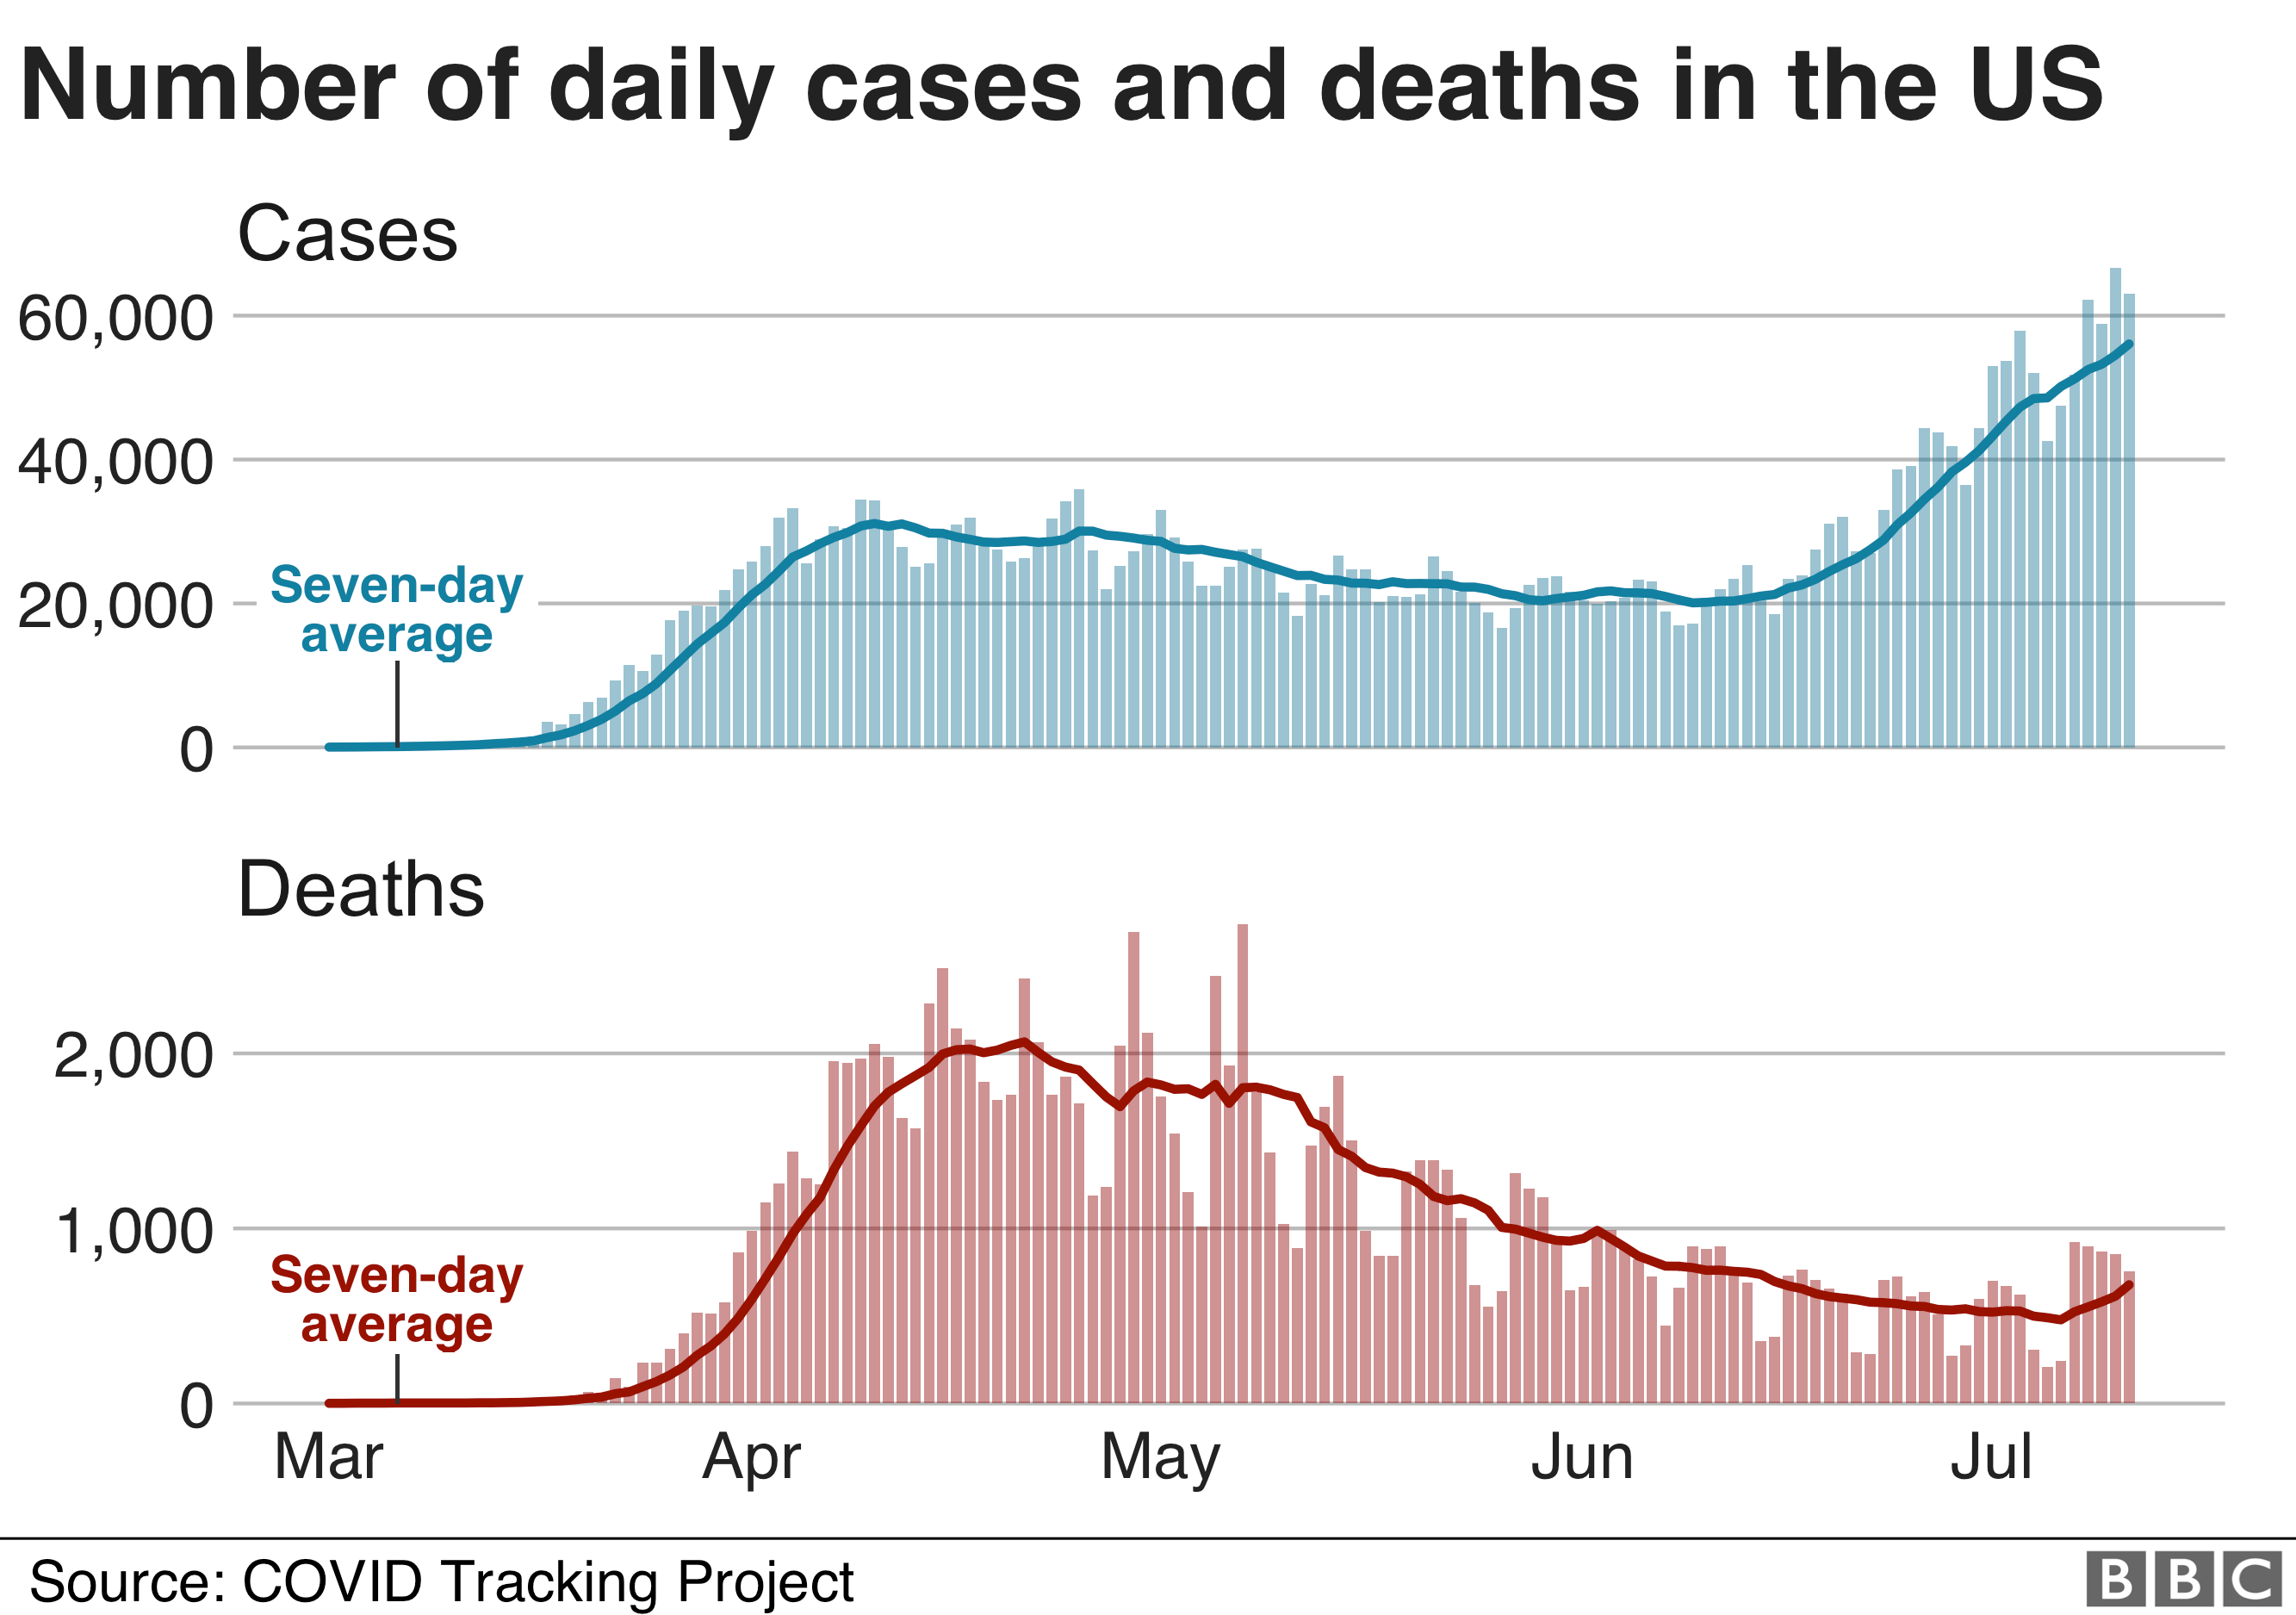 Number of daily cases and deaths in the US
Cases
60,000
40,000
20,000
0
Seven-day
average
Deaths
2,000
1,000
0
Seven-day
average
Mar Apr May Jun Jul
Source: COVID Tracking Project
BBC